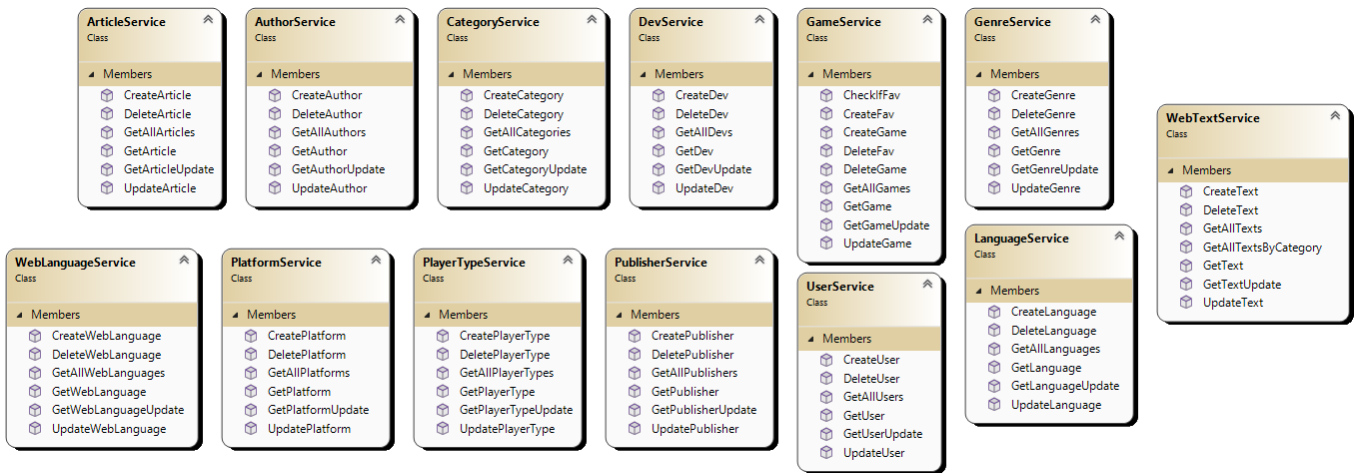 ArticleService
Class
Members
CreateArticle
DeleteArticle
GetAllArticles
GetArticle
GetArticleUpdate
UpdateArticle
AuthorService
Class
Members
CreateAuthor
DeleteAuthor
GetAllAuthors
GetAuthor
GetAuthorUpdate
UpdateAuthor
CategoryService
Class
Members
CreateCategory
DeleteCategory
GetAllCategories
GetCategory
GetCategoryUpdate
UpdateCategory
DevService
Class
Members
CreateDev
DeleteDev
GetAllDevs
GetDev
GetDevUpdate
UpdateDev
GameService
Class
Members
CheckIfFav
CreateFav
CreateGame
DeleteFav
DeleteGame
GetAllGames
GetGame
GetGameUpdate
UpdateGame
GenreService
Class
Members
CreateGenre
DeleteGenre
GetAllGenres
GetGenre
GetGenreUpdate
UpdateGenre
WebTextService
Class
Members
CreateText
DeleteText
GetAllTexts
GetAllTextsByCategory
GetText
GetTextUpdate
UpdateText
WebLanguageService
Class
Members
CreateWebLanguage
DeleteWebLanguage
GetAllWebLanguages
GetWebLanguage
GetWebLanguageUpdate
UpdateWebLanguage
PlatformService
Class
Members
CreatePlatform
DeletePlatform
GetAllPlatforms
GetPlatform
GetPlatformUpdate
UpdatePlatform
PlayerTypeService
Class
Members
CreatePlayerType
DeletePlayerType
GetAllPlayerTypes
GetPlayerType
GetPlayerTypeUpdate
UpdatePlayerType
PublisherService
Class
Members
CreatePublisher
DeletePublisher
GetAllPublishers
GetPublisher
GetPublisherUpdate
UpdatePublisher
UserService
Class
Members
CreateUser
DeleteUser
GetAllUsers
GetUser
GetUserUpdate
UpdateUser
LanguageService
Class
Members
CreateLanguage
DeleteLanguage
GetAllLanguages
GetLanguage
GetLanguageUpdate
UpdateLanguage